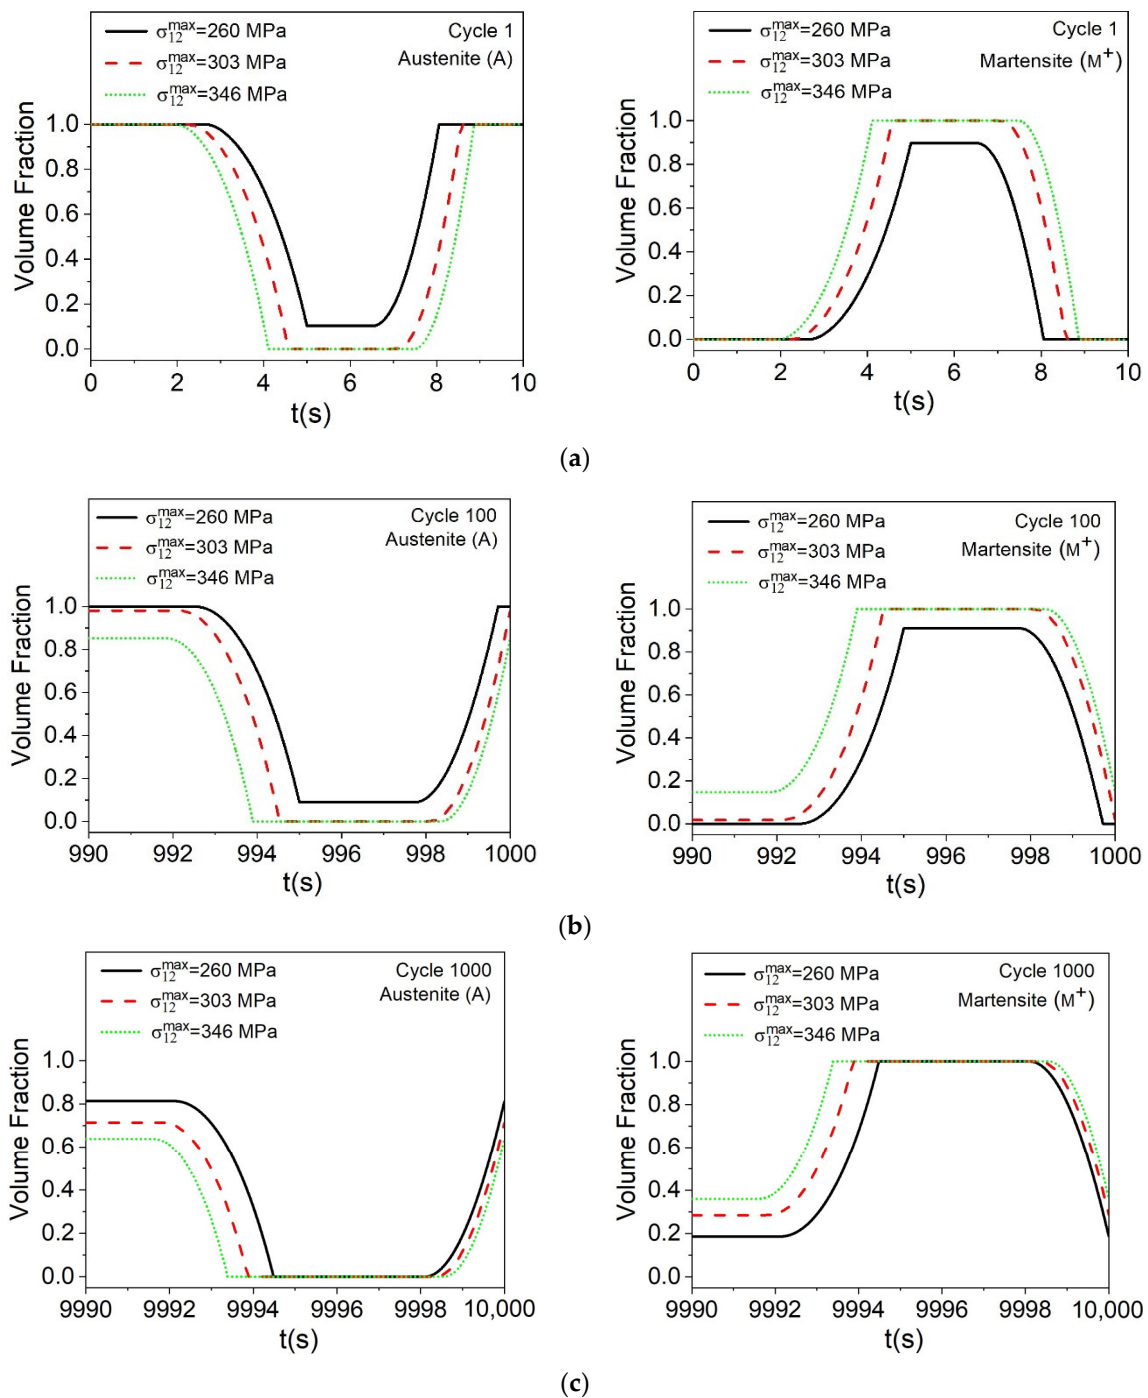 σ₁₂ᵐᵃˣ=260 MPa
σ₁₂ᵐᵃˣ=303 MPa
σ₁₂ᵐᵃˣ=346 MPa
Cycle 1
Austenite (A)
Volume Fraction
1.0
0.8
0.6
0.4
0.2
0.0
0 2 4 6 8 10
t(s)
σ₁₂ᵐᵃˣ=260 MPa
σ₁₂ᵐᵃˣ=303 MPa
σ₁₂ᵐᵃˣ=346 MPa
Cycle 1
Martensite (M⁺)
Volume Fraction
1.0
0.8
0.6
0.4
0.2
0.0
0 2 4 6 8 10
t(s)
(a)
σ₁₂ᵐᵃˣ=260 MPa
σ₁₂ᵐᵃˣ=303 MPa
σ₁₂ᵐᵃˣ=346 MPa
Cycle 100
Austenite (A)
Volume Fraction
1.0
0.8
0.6
0.4
0.2
0.0
990 992 994 996 998 1000
t(s)
σ₁₂ᵐᵃˣ=260 MPa
σ₁₂ᵐᵃˣ=303 MPa
σ₁₂ᵐᵃˣ=346 MPa
Cycle 100
Martensite (M⁺)
Volume Fraction
1.0
0.8
0.6
0.4
0.2
0.0
990 992 994 996 998 1000
t(s)
(b)
σ₁₂ᵐᵃˣ=260 MPa
σ₁₂ᵐᵃˣ=303 MPa
σ₁₂ᵐᵃˣ=346 MPa
Cycle 1000
Austenite (A)
Volume Fraction
1.0
0.8
0.6
0.4
0.2
0.0
9990 9992 9994 9996 9998 10,000
t(s)
σ₁₂ᵐᵃˣ=260 MPa
σ₁₂ᵐᵃˣ=303 MPa
σ₁₂ᵐᵃˣ=346 MPa
Cycle 1000
Martensite (M⁺)
Volume Fraction
1.0
0.8
0.6
0.4
0.2
0.0
9990 9992 9994 9996 9998 10,000
t(s)
(c)